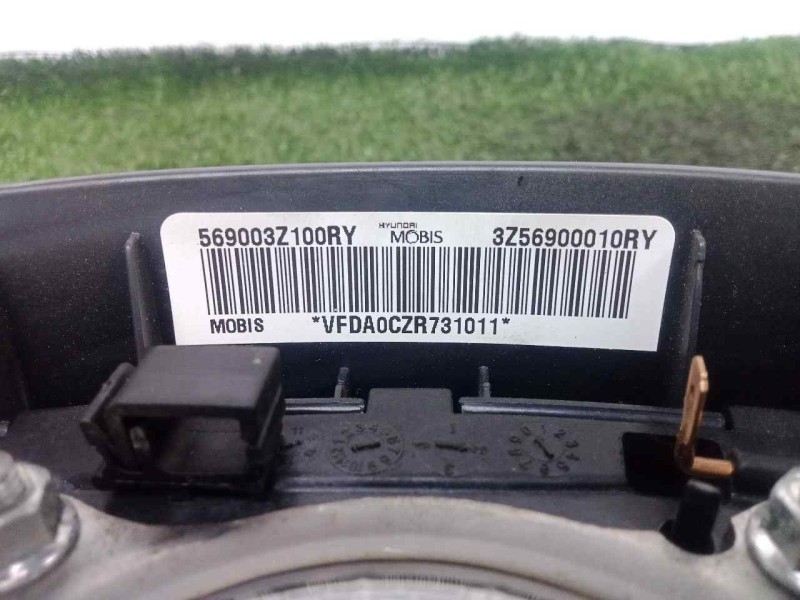 569003Z100RY HYUNDAI MOBIS 3Z56900010RY
MOBIS *VFDA0CZR731011*